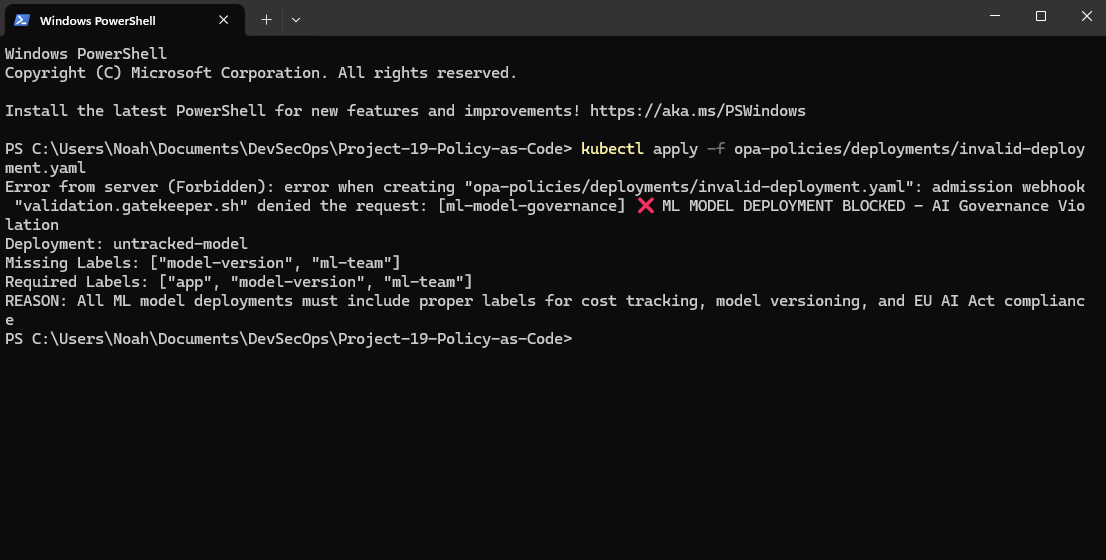 Windows PowerShell
Windows PowerShell
Copyright (C) Microsoft Corporation. All rights reserved.
Install the latest PowerShell for new features and improvements! https://aka.ms/PSWindows
PS C:\Users\Noah\Documents\DevSecOps\Project-19-Policy-as-Code> kubectl apply -f opa-policies/deployments/invalid-deploy
ment.yaml
Error from server (Forbidden): error when creating "opa-policies/deployments/invalid-deployment.yaml": admission webhook
"validation.gatekeeper.sh" denied the request: [ml-model-governance] ❌ ML MODEL DEPLOYMENT BLOCKED - AI Governance Vio
lation
Deployment: untracked-model
Missing Labels: ["model-version", "ml-team"]
Required Labels: ["app", "model-version", "ml-team"]
REASON: All ML model deployments must include proper labels for cost tracking, model versioning, and EU AI Act complianc
e
PS C:\Users\Noah\Documents\DevSecOps\Project-19-Policy-as-Code>